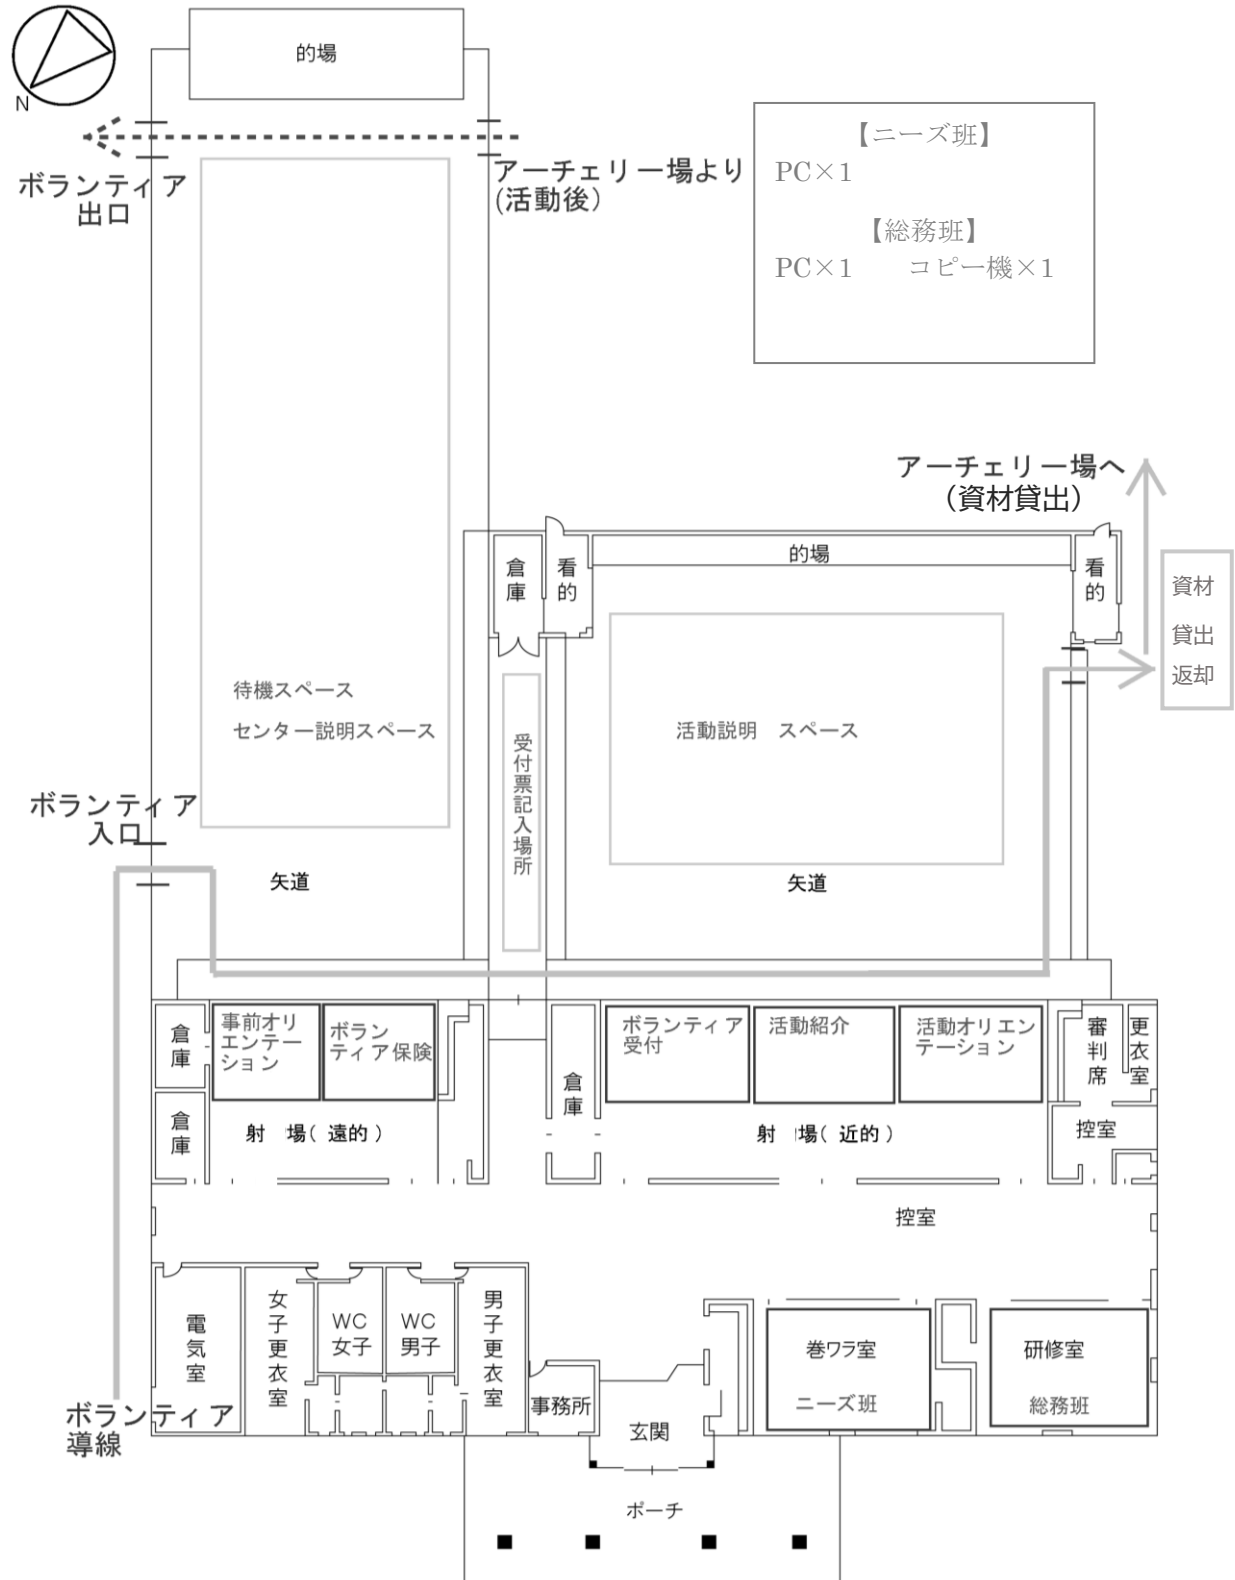 N
的場
ボランティア
出口
アーチェリー場より
(活動後)
【ニーズ班】
PC×1
【総務班】
PC×1　コピー機×1
アーチェリー場へ
（資材貸出）
倉庫
看的
的場
看的
資材
貸出
返却
待機スペース
センター説明スペース
受付票記入場所
活動説明　スペース
ボランティア
入口
矢道
矢道
倉庫
事前オリ
エンテー
ション
ボラン
ティア保険
倉庫
ボランティア
受付
活動紹介
活動オリエン
テーション
審判席
更衣室
倉庫
射　場(遠的)
射　場(近的)
控室
控室
電気室
女子更衣室
WC
女子
WC
男子
男子更衣室
事務所
玄関
巻ワラ室
ニーズ班
研修室
総務班
ボランティア
導線
ポーチ